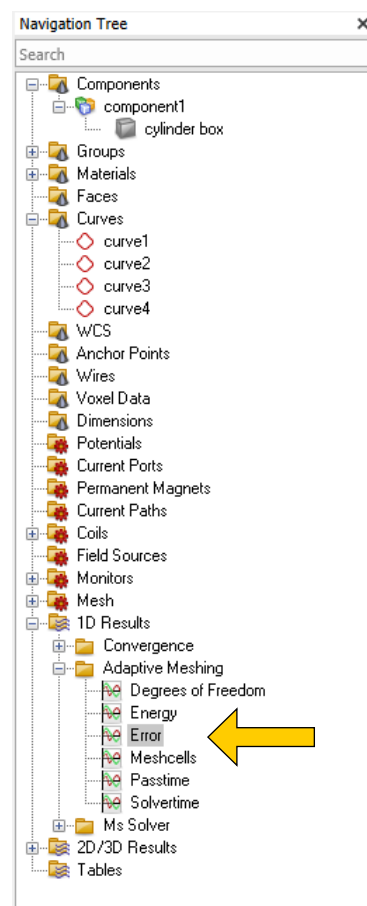 Navigation Tree
Search
Components
component1
cylinder box
Groups
Materials
Faces
Curves
curve1
curve2
curve3
curve4
WCS
Anchor Points
Wires
Voxel Data
Dimensions
Potentials
Current Ports
Permanent Magnets
Current Paths
Coils
Field Sources
Monitors
Mesh
1D Results
Convergence
Adaptive Meshing
Degrees of Freedom
Energy
Error
Meshcells
Passtime
Solvertime
Ms Solver
2D/3D Results
Tables